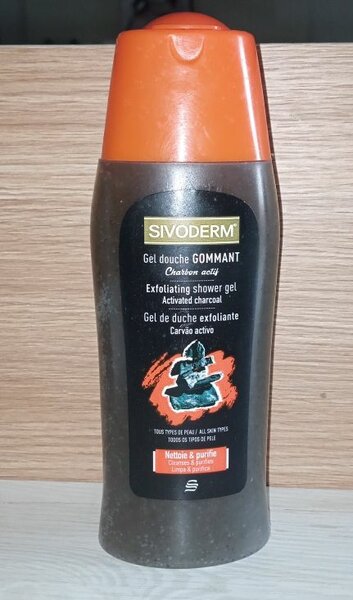 SIVODERM
Gel douche GOMMANT
Charbon actif
Exfoliating shower gel
Activated charcoal
Gel de duche exfoliante
Carvão activo
TOUS TYPES DE PEAU / ALL SKIN TYPES
TODOS OS TIPOS DE PELE
Nettoie & purifie
Cleanses & purifies
Limpa & purifica